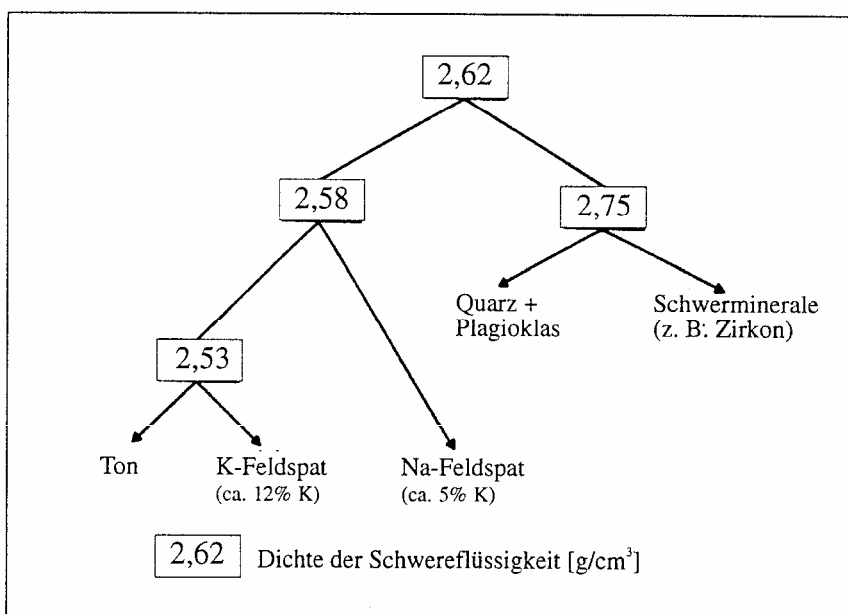 2,62
2,58
2,75
Quarz +
Plagioklas
Schwerminerale
(z. B. Zirkon)
2,53
Ton
K-Feldspat
(ca. 12% K)
Na-Feldspat
(ca. 5% K)
2,62 Dichte der Schwereflüssigkeit [g/cm³]